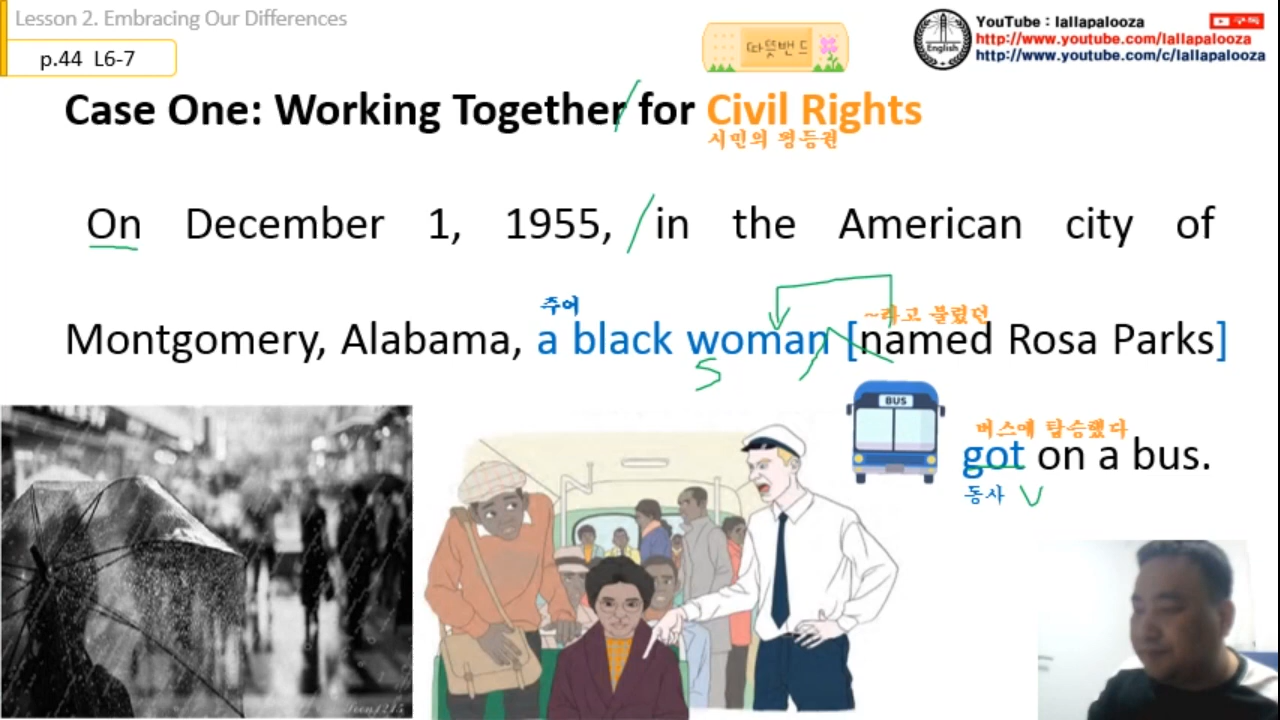 Lesson 2. Embracing Our Differences
p.44 L6-7
따뜻밴드
English
YouTube : lallapalooza
구독
http://www.youtube.com/lallapalooza
http://www.youtube.com/c/lallapalooza
Case One: Working Together for Civil Rights
시민의 평등권
On December 1, 1955, in the American city of
주어
~라고 불렸던
Montgomery, Alabama, a black woman [named Rosa Parks]
S
BUS
버스에 탑승했다
got on a bus.
동사 V